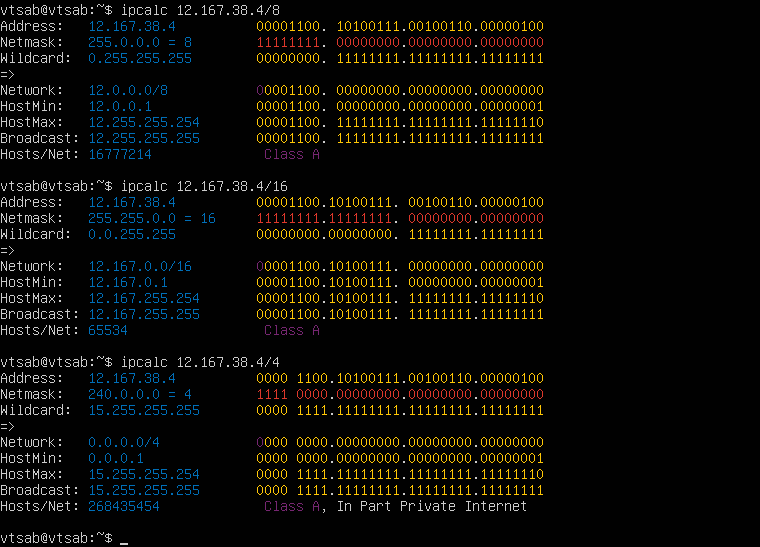 vtsab@vtsab:~$ ipcalc 12.167.38.4/8
Address:   12.167.38.4          00001100. 10100111.00100110.00000100
Netmask:   255.0.0.0 = 8        11111111. 00000000.00000000.00000000
Wildcard:  0.255.255.255        00000000. 11111111.11111111.11111111
=>
Network:   12.0.0.0/8           00001100. 00000000.00000000.00000000
HostMin:   12.0.0.1             00001100. 00000000.00000000.00000001
HostMax:   12.255.255.254       00001100. 11111111.11111111.11111110
Broadcast: 12.255.255.255       00001100. 11111111.11111111.11111111
Hosts/Net: 16777214              Class A
vtsab@vtsab:~$ ipcalc 12.167.38.4/16
Address:   12.167.38.4          00001100.10100111. 00100110.00000100
Netmask:   255.255.0.0 = 16     11111111.11111111. 00000000.00000000
Wildcard:  0.0.255.255          00000000.00000000. 11111111.11111111
=>
Network:   12.167.0.0/16        00001100.10100111. 00000000.00000000
HostMin:   12.167.0.1           00001100.10100111. 00000000.00000001
HostMax:   12.167.255.254       00001100.10100111. 11111111.11111110
Broadcast: 12.167.255.255       00001100.10100111. 11111111.11111111
Hosts/Net: 65534                 Class A
vtsab@vtsab:~$ ipcalc 12.167.38.4/4
Address:   12.167.38.4          0000 1100.10100111.00100110.00000100
Netmask:   240.0.0.0 = 4        1111 0000.00000000.00000000.00000000
Wildcard:  15.255.255.255       0000 1111.11111111.11111111.11111111
=>
Network:   0.0.0.0/4            0000 0000.00000000.00000000.00000000
HostMin:   0.0.0.1              0000 0000.00000000.00000000.00000001
HostMax:   15.255.255.254       0000 1111.11111111.11111111.11111110
Broadcast: 15.255.255.255       0000 1111.11111111.11111111.11111111
Hosts/Net: 268435454             Class A, In Part Private Internet
vtsab@vtsab:~$ _